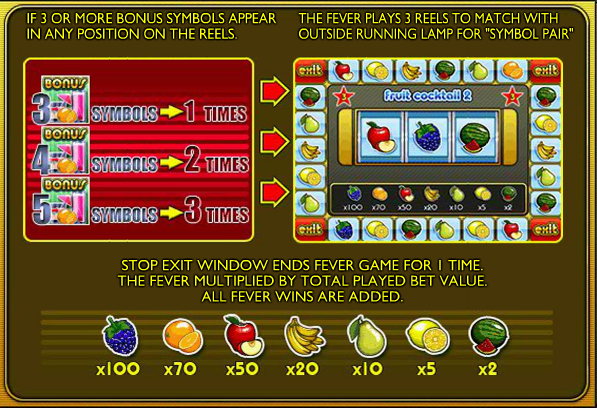 IF 3 OR MORE BONUS SYMBOLS APPEAR
IN ANY POSITION ON THE REELS.
THE FEVER PLAYS 3 REELS TO MATCH WITH
OUTSIDE RUNNING LAMP FOR "SYMBOL PAIR"
BONUS
3 SYMBOLS 1 TIMES
BONUS
4 SYMBOLS 2 TIMES
BONUS
5 SYMBOLS 3 TIMES
exit exit
3 fruit cocktail 2 3
x100 x70 x50 x20 x10 x5 x2
exit exit
STOP EXIT WINDOW ENDS FEVER GAME FOR 1 TIME.
THE FEVER MULTIPLIED BY TOTAL PLAYED BET VALUE.
ALL FEVER WINS ARE ADDED.
x100 x70 x50 x20 x10 x5 x2